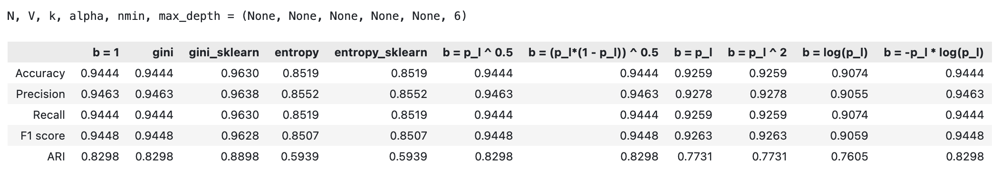 N, V, k, alpha, nmin, max_depth = (None, None, None, None, None, 6)
b = 1 gini gini_sklearn entropy entropy_sklearn b = p_l ^ 0.5 b = (p_l*(1 - p_l)) ^ 0.5 b = p_l b = p_l ^ 2 b = log(p_l) b = -p_l * log(p_l)
Accuracy 0.9444 0.9444 0.9630 0.8519 0.8519 0.9444 0.9444 0.9259 0.9259 0.9074 0.9444
Precision 0.9463 0.9463 0.9638 0.8552 0.8552 0.9463 0.9463 0.9278 0.9278 0.9055 0.9463
Recall 0.9444 0.9444 0.9630 0.8519 0.8519 0.9444 0.9444 0.9259 0.9259 0.9074 0.9444
F1 score 0.9448 0.9448 0.9628 0.8507 0.8507 0.9448 0.9448 0.9263 0.9263 0.9059 0.9448
ARI 0.8298 0.8298 0.8898 0.5939 0.5939 0.8298 0.8298 0.7731 0.7731 0.7605 0.8298